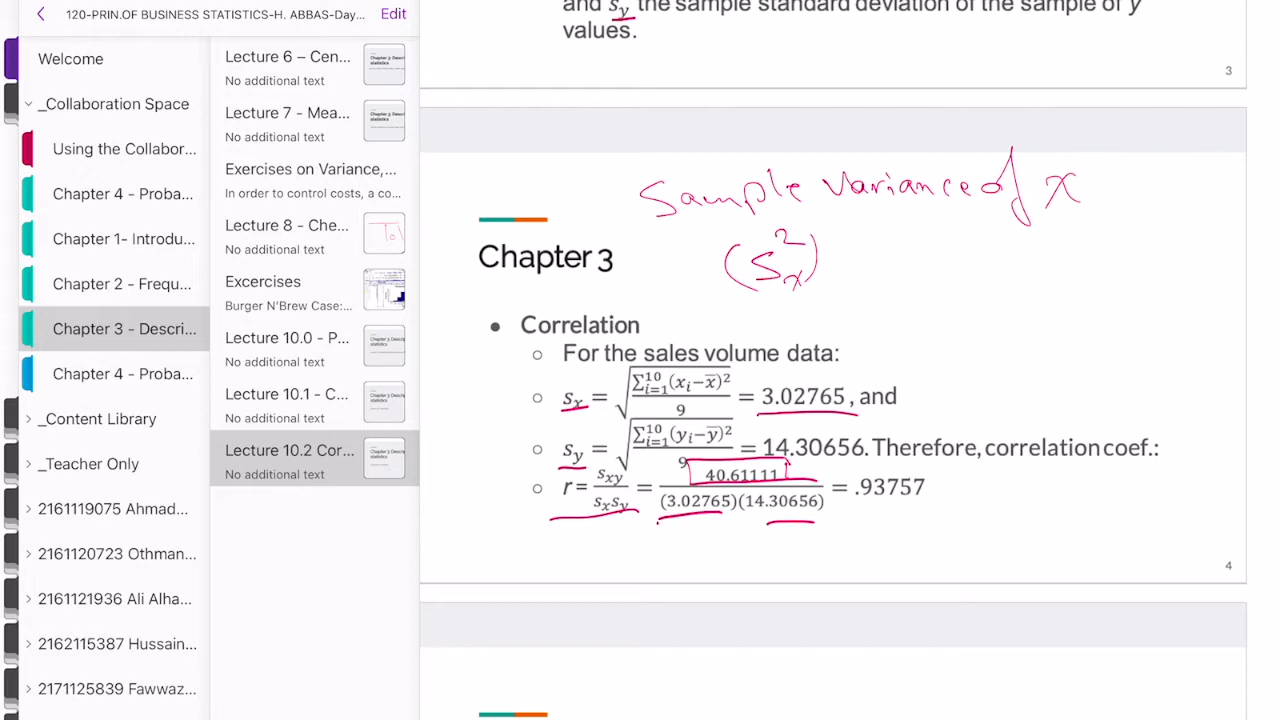 120-PRIN.OF BUSINESS STATISTICS-H. ABBAS-Day...
Edit
Welcome
_Collaboration Space
Using the Collabor...
Chapter 4 - Proba...
Chapter 1- Introdu...
Chapter 2 - Frequ...
Chapter 3 - Descri...
Chapter 4 - Proba...
_Content Library
_Teacher Only
2161119075 Ahmad...
2161120723 Othman...
2161121936 Ali Alha...
2162115387 Hussain...
2171125839 Fawwaz...
Lecture 6 – Cen...
No additional text
Lecture 7 - Mea...
No additional text
Exercises on Variance,...
In order to control costs, a co...
Lecture 8 - Che...
No additional text
Excercises
Burger N'Brew Case:...
Lecture 10.0 - P...
No additional text
Lecture 10.1 - C...
No additional text
Lecture 10.2 Cor...
No additional text
and s_y the sample standard deviation of the sample of y
values.
3
Sample variance of x
(s_x^2)
Chapter 3
● Correlation
○ For the sales volume data:
○ s_x = √(∑_{i=1}^{10}(x_i−x̅)²/9) = 3.02765 , and
○ s_y = √(∑_{i=1}^{10}(y_i−y̅)²/9) = 14.30656. Therefore, correlation coef.:
○ r = s_xy/(s_x s_y) = 40.61111/((3.02765)(14.30656)) = .93757
4